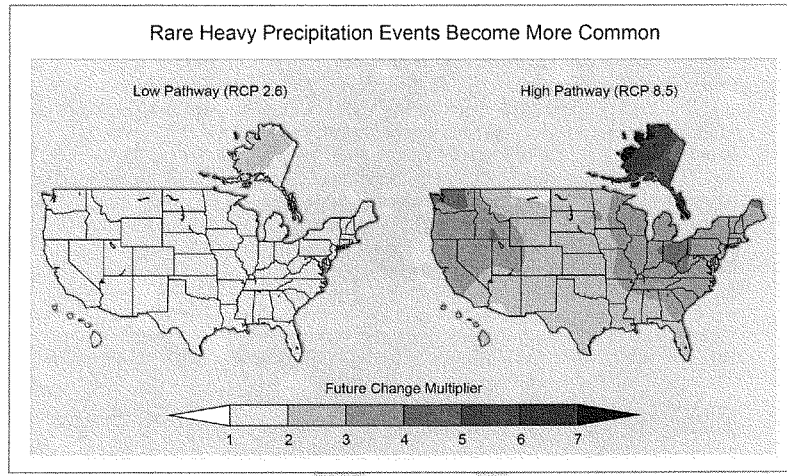 Rare Heavy Precipitation Events Become More Common
Low Pathway (RCP 2.6)
High Pathway (RCP 8.5)
Future Change Multiplier
1 2 3 4 5 6 7